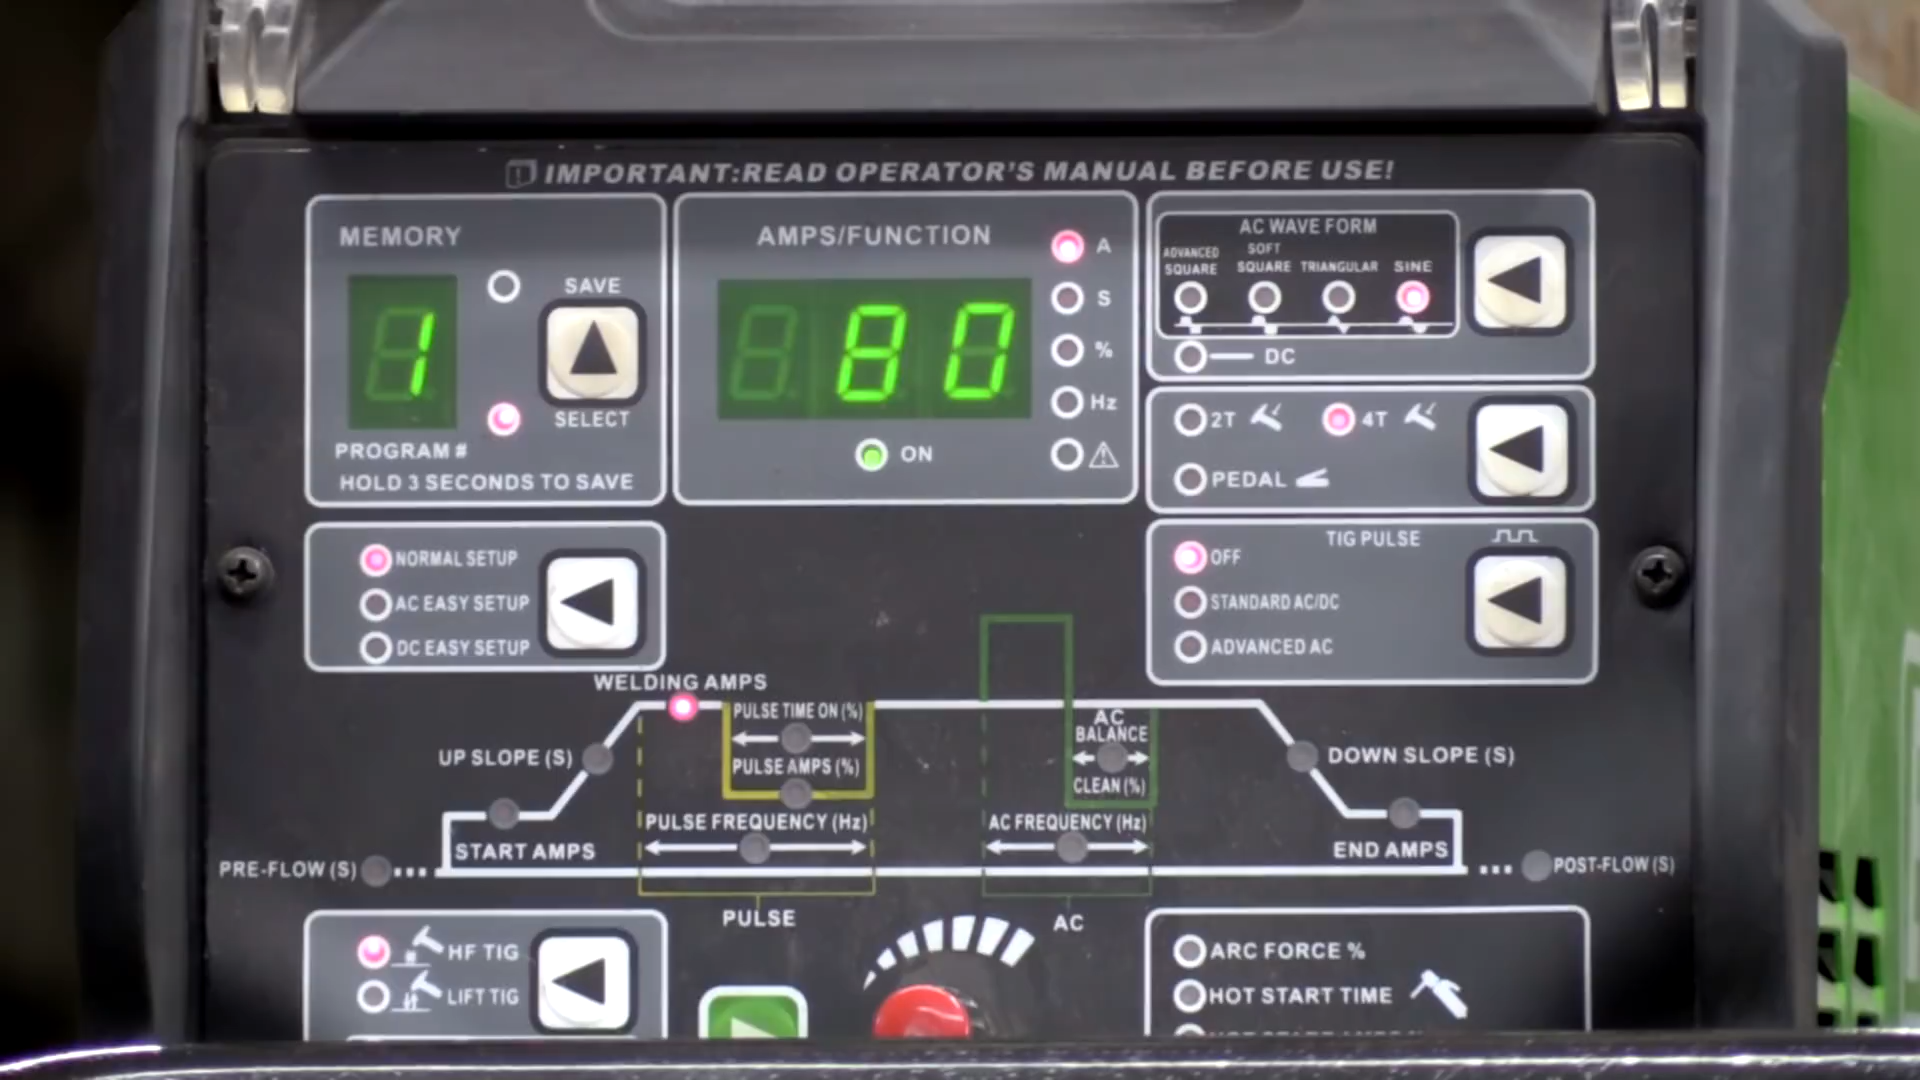 IMPORTANT:READ OPERATOR'S MANUAL BEFORE USE!
MEMORY
1
SAVE
SELECT
PROGRAM #
HOLD 3 SECONDS TO SAVE
AMPS/FUNCTION
80
A
S
%
Hz
ON
AC WAVE FORM
ADVANCED SQUARE
SOFT SQUARE
TRIANGULAR
SINE
DC
2T
4T
PEDAL
NORMAL SETUP
AC EASY SETUP
DC EASY SETUP
TIG PULSE
OFF
STANDARD AC/DC
ADVANCED AC
WELDING AMPS
PULSE TIME ON (%)
PULSE AMPS (%)
UP SLOPE (S)
AC
BALANCE
CLEAN (%)
DOWN SLOPE (S)
PULSE FREQUENCY (Hz)
AC FREQUENCY (Hz)
START AMPS
END AMPS
PRE-FLOW (S)
POST-FLOW (S)
PULSE
AC
HF TIG
LIFT TIG
ARC FORCE %
HOT START TIME